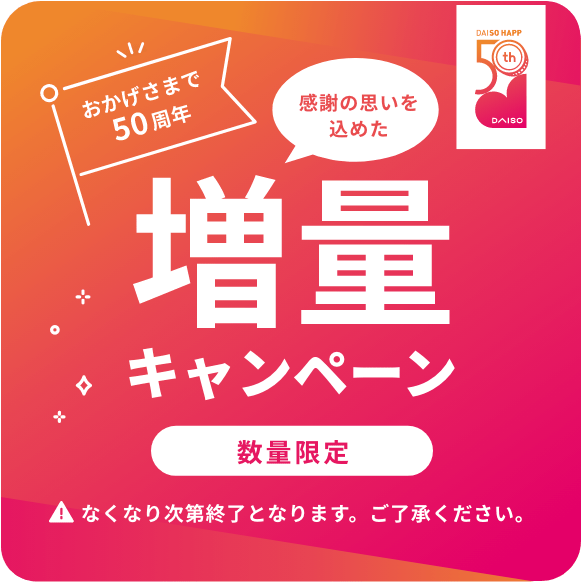 DAISO HAPP
50th
DAISO
おかげさまで
50周年
感謝の思いを
込めた
増量
キャンペーン
数量限定
なくなり次第終了となります。ご了承ください。